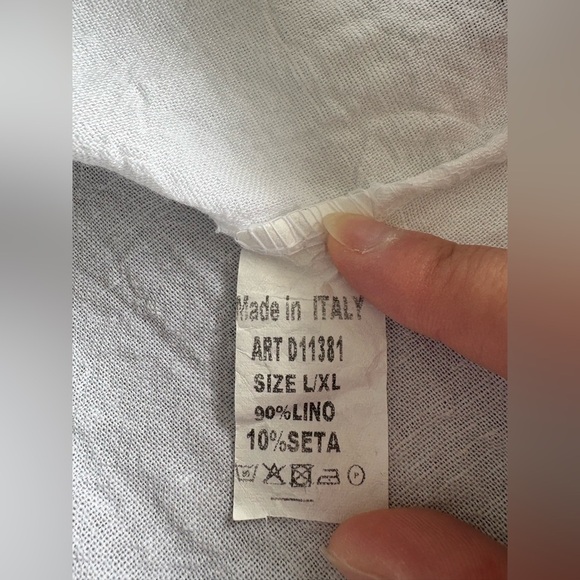 Made in ITALY
ART D11381
SIZE L/XL
90%LINO
10%SETA